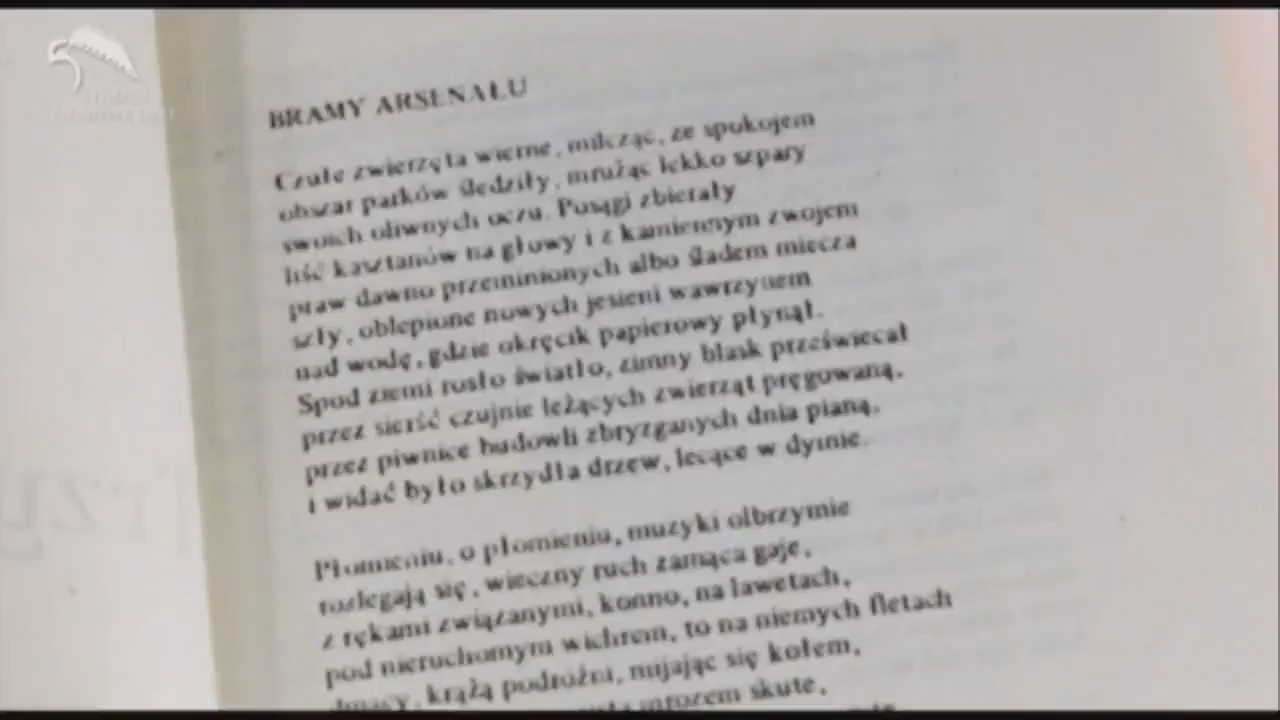 BRAMY ARSENAŁU
Czułe zwierzęta wierne, milcząc, ze spokojem
obszar parków śledziły, mrużąc lekko szpary
swoich oliwnych oczu. Posągi zbierały
liść kasztanów na głowy i z kamiennym zwojem
praw dawno przeminionych albo śladem miecza
szły, oblepione nowych jesieni wawrzynem
nad wodę, gdzie okręcik papierowy płynął.
Spod ziemi rosło światło, zimny blask przeświecał
przez sierść czujnie leżących zwierząt pręgowaną,
przez piwnice budowli zbryzganych dnia pianą,
i widać było skrzydła drzew, lecące w dymie.
Płomieniu, o płomieniu, muzyki olbrzymie
rozlegają się, wieczny ruch zamąca gaje,
z rękami związanymi, konno, na lawetach,
pod nieruchomym wichrem, to na niemych fletach
krążą podróżni, mijając się kołem,
mrozem skute,